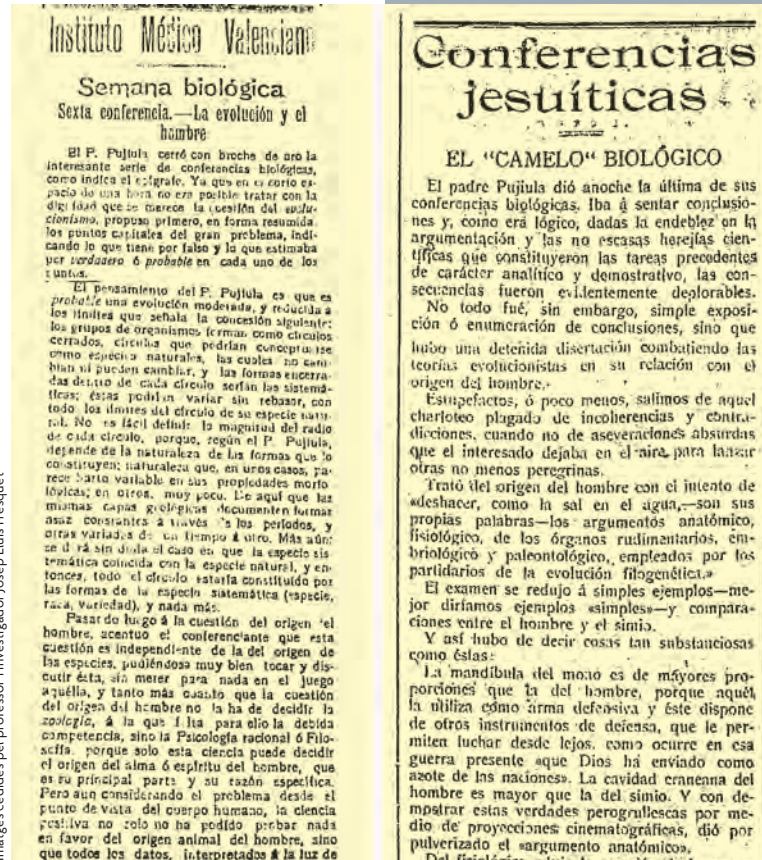 Instituto Médico Valenciano
Semana biológica
Sexta conferencia.—La evolución y el
hombre
El P. Pujiula cerró con broche de oro la
interesante serie de conferencias biológicas,
como indica el epígrafe. Ya que en el corto es-
pacio de una hora no era posible tratar con la
dignidad que se merece la cuestión del evolu-
cionismo, propuso primero, en forma resumida
los puntos capitales del gran problema, indi-
cando lo que tiene por falso y lo que estimaba
por verdadero ó probable en cada uno de los
puntos.
El pensamiento del P. Pujiula es que es
probable una evolución moderada, y reducida a
los límites que señala la concesión siguiente:
los grupos de organismos forman como círculos
cerrados, círculos que podrían conceptuarse
como especies naturales, las cuales no cam-
bian ni pueden cambiar, y las formas encerra-
das dentro de cada círculo serían las sistemá-
ticas; éstas podrían variar sin rebasar, con
todo los límites del círculo de su especie natu-
ral. No es fácil definir la magnitud del radio
de cada círculo, porque, según el P. Pujiula,
depende de la naturaleza de las formas que lo
constituyen; naturaleza que, en unos casos, pa-
rece harto variable en sus propiedades morfo
lógicas; en otros, muy poco. De aquí que las
mismas capas geológicas documenten formas
asaz constantes á través los períodos, y
otras variadas de un tiempo á otro. Más aún:
se dará sin duda el caso en que la especie sis-
temática coincida con la especie natural, y en-
tonces, todo el círculo estaría constituído por
las formas de la especie sistemática (especie,
raza, variedad), y nada más.
Pasando luego á la cuestión del origen del
hombre, acentuo el conferenciante que esta
cuestión es independiente de la del origen de
las especies, pudiéndose muy bien tocar y dis-
cutir ésta, sin meter para nada en el juego
aquélla, y tanto más cuanto que la cuestión
del origen del hombre no la ha de decidir la
zoología, á la que falta para ello la debida
competencia, sino la Psicología racional ó Filo-
sofía, porque solo esta ciencia puede decidir
el origen del alma ó espíritu del hombre, que
es su principal parte y su razón específica.
Pero aun considerando el problema desde el
punto de vista del cuerpo humano, la ciencia
positiva no solo no ha podido probar nada
en favor del origen animal del hombre, sino
que todos los datos, interpretados á la luz de
Conferencias
jesuíticas
EL “CAMELO“ BIOLÓGICO
El padre Pujiula dió anoche la última de sus
conferencias biológicas. Iba á sentar conclusio-
nes y, como erá lógico, dadas la endeblez en la
argumentación y las no escasas herejías cien-
tíficas que constituyeron las tareas precedentes
de carácter analítico y demostrativo, las con-
secuencias fueron evidentemente deplorables.
No todo fué, sin embargo, simple exposi-
ción ó enumeración de conclusiones, sino que
hubo una detenida disertación combatiendo las
teorías evolucionistas en su relación con el
origen del hombre.
Estupefactos, ó poco menos, salimos de aquel
charloteo plagado de incoherencias y contra-
dicciones, cuando no de aseveraciones absurdas
que el interesado dejaba en el aire para lanzar
otras no menos peregrinas.
Trató del origen del hombre con el intento de
«deshacer, como la sal en el agua,—son sus
propias palabras—los argumentos anatómico,
fisiológico, de los órganos rudimentarios, em-
briológico y paleontológico, empleados por los
partidarios de la evolución filogenética.»
El examen se redujo á simples ejemplos—me-
jor diríamos ejemplos «simples»—y compara-
ciones entre el hombre y el simio.
Y así hubo de decir cosas tan substanciosas
como éstas:
La mandíbula del mono es de mayores pro-
porciones que la del hombre, porque aquél
la utiliza como arma defensiva y éste dispone
de otros instrumentos de defensa, que le per-
miten luchar desde lejos, como ocurre en esa
guerra presente «que Dios ha enviado como
azote de las naciones». La cavidad craneana del
hombre es mayor que la del simio. Y con de-
mostrar estas verdades perogrullescas por me-
dio de proyecciones cinematográficas, dió por
pulverizado el «argumento anatómico».
Imatges cedides per professor i investigador Josep Lluís Fresquet